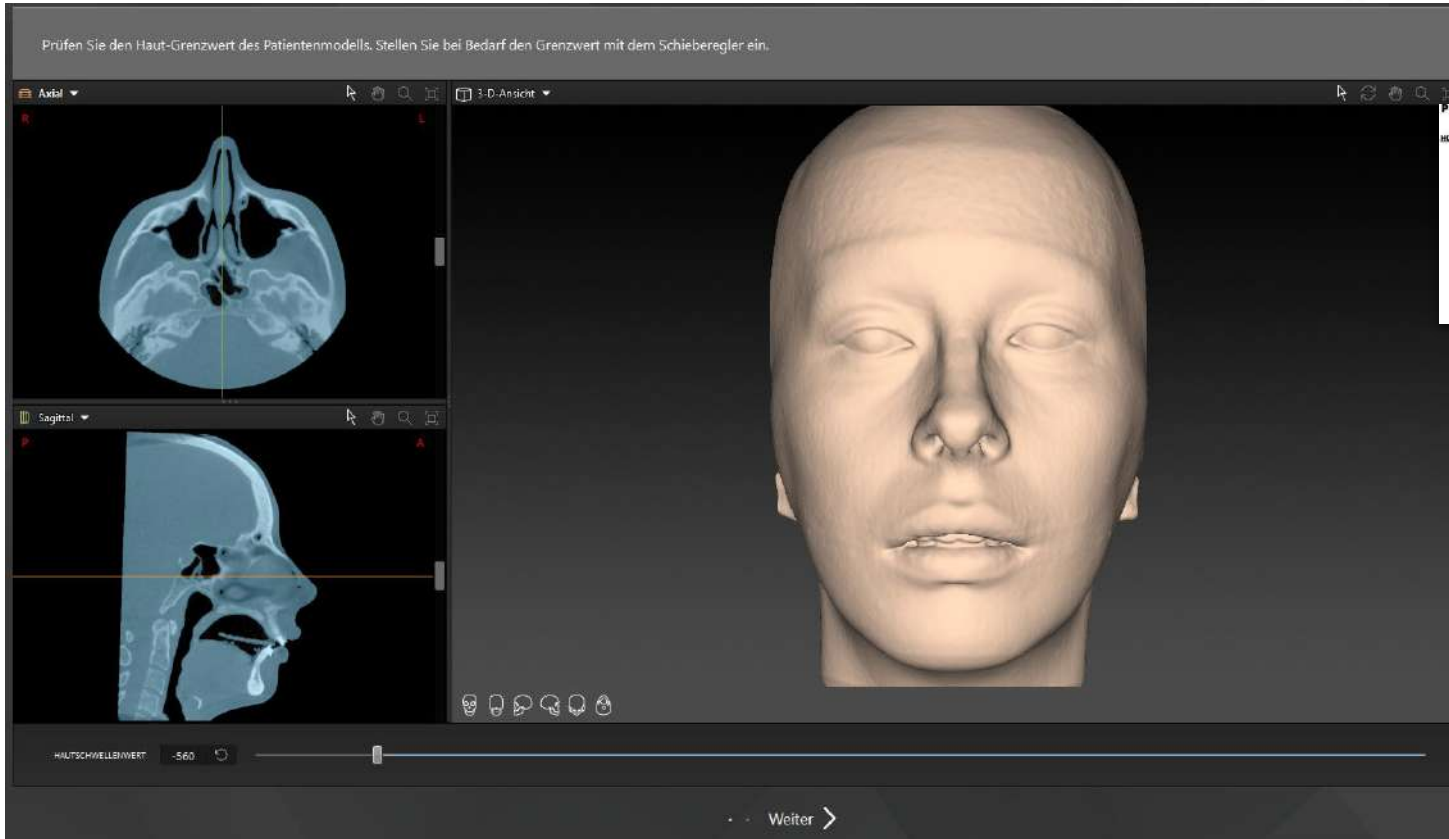 Prüfen Sie den Haut-Grenzwert des Patientenmodells. Stellen Sie bei Bedarf den Grenzwert mit dem Schieberegler ein.
Axial
R
L
3-D-Ansicht
Sagittal
P
A
HAUTSCHWELLENWERT
-560
Weiter